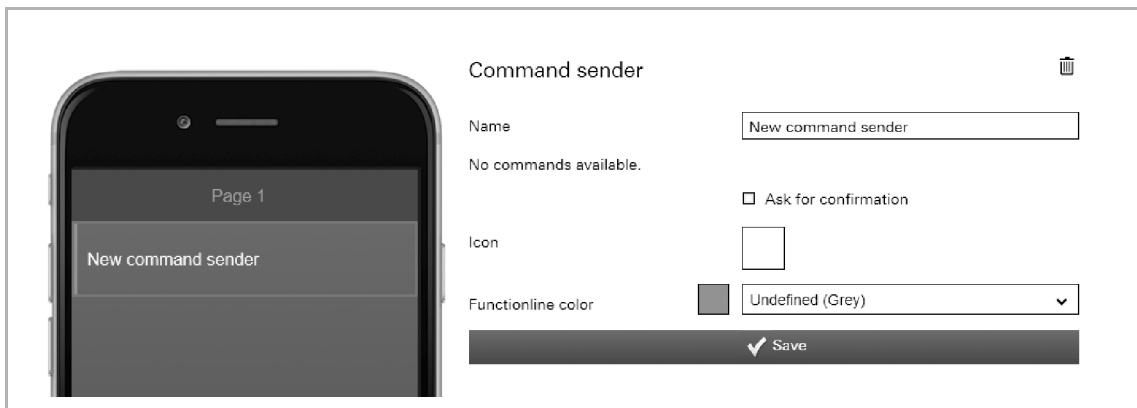 Page 1
New command sender
Command sender
Name
New command sender
No commands available.
Ask for confirmation
Icon
Functionline color
Undefined (Grey)
Save